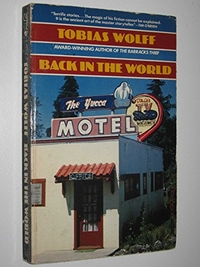 "Terrific stories... The magic of his fiction cannot be explained.
It is the ancient art of the master storyteller."
TOBIAS WOLFF
AWARD-WINNING AUTHOR OF THE BARRACKS THIEF
BACK IN THE WORLD
The Yucca
MOTEL
OFFICE
TOBIAS WOLFF BACK IN THE WORLD